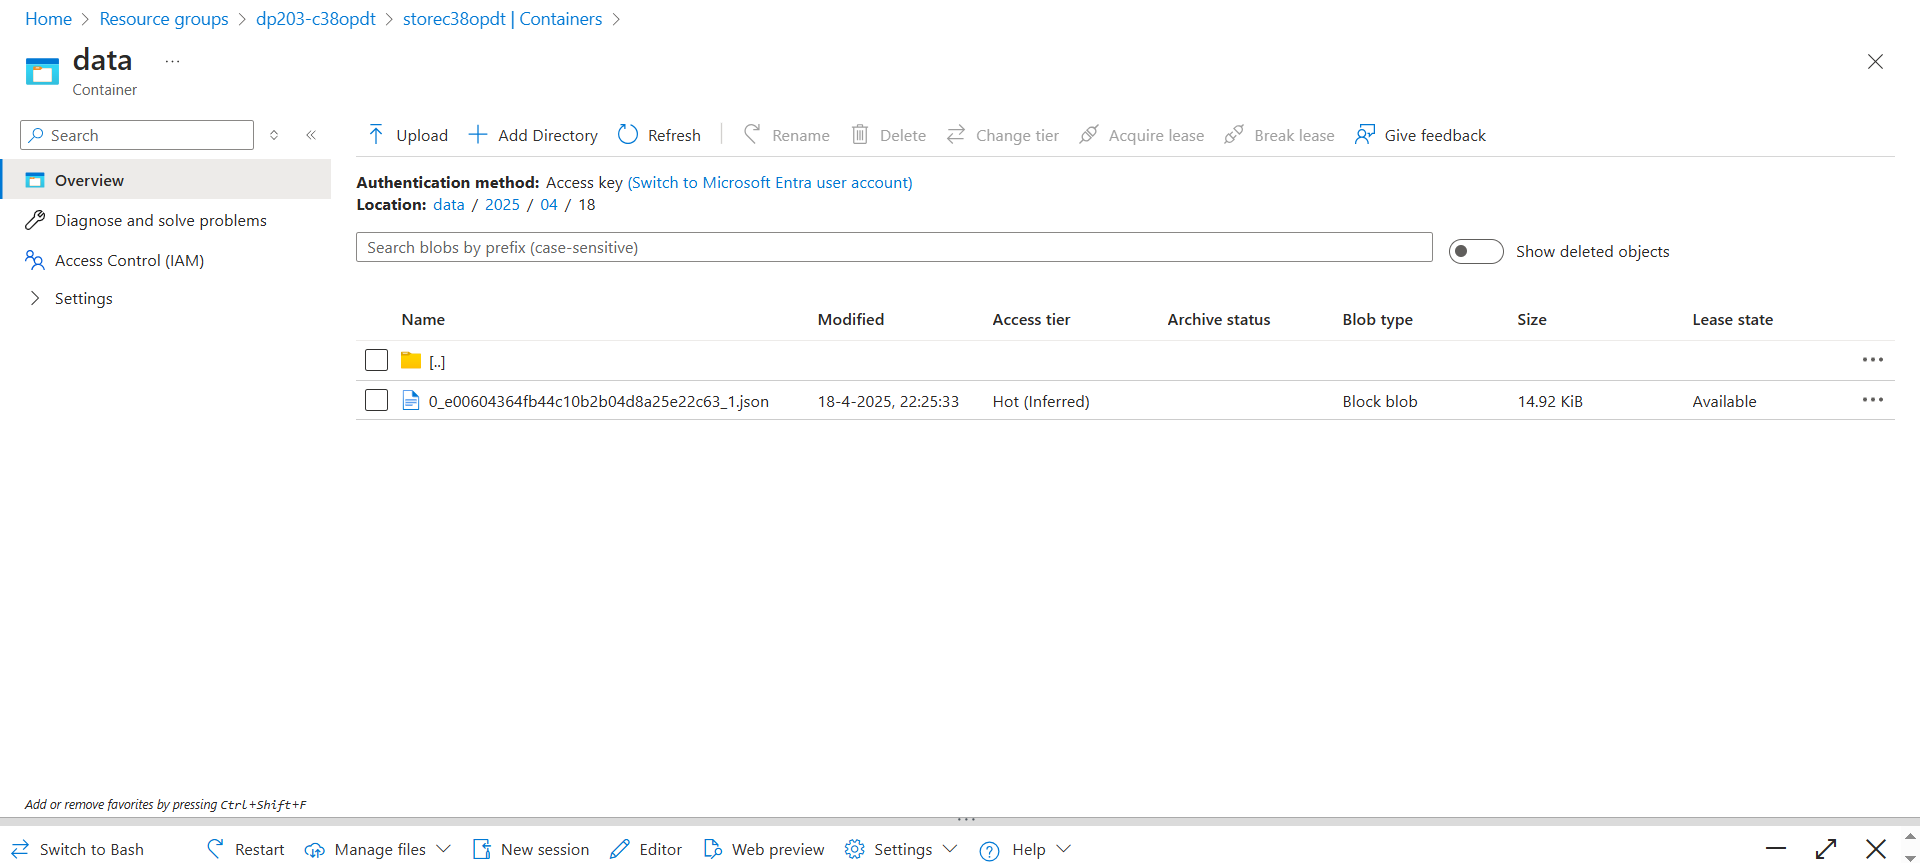 Home > Resource groups > dp203-c38opdt > storec38opdt | Containers >
data ...
Container
Search
Upload Add Directory Refresh Rename Delete Change tier Acquire lease Break lease Give feedback
Overview
Diagnose and solve problems
Access Control (IAM)
Settings
Authentication method: Access key (Switch to Microsoft Entra user account)
Location: data / 2025 / 04 / 18
Search blobs by prefix (case-sensitive)
Show deleted objects
Name Modified Access tier Archive status Blob type Size Lease state
[..]
0_e00604364fb44c10b2b04d8a25e22c63_1.json 18-4-2025, 22:25:33 Hot (Inferred) Block blob 14.92 KiB Available
Add or remove favorites by pressing Ctrl+Shift+F
Switch to Bash Restart Manage files New session Editor Web preview Settings Help